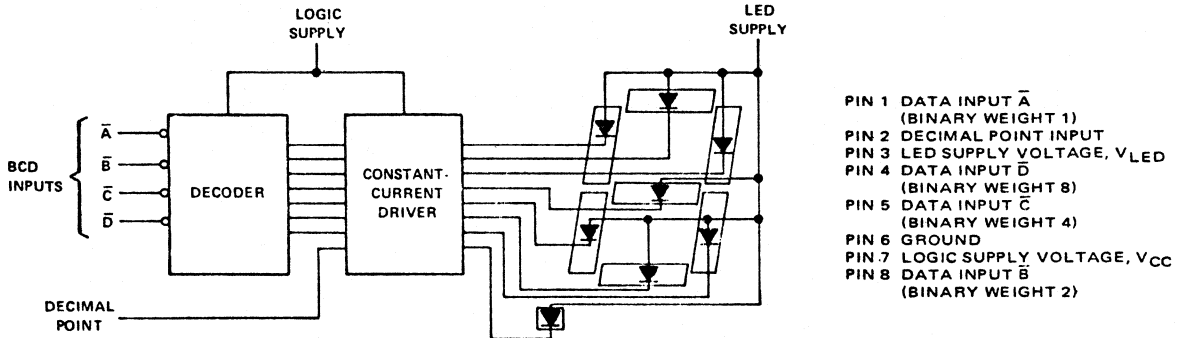 LOGIC
SUPPLY
LED
SUPPLY
BCD
INPUTS
A̅
B̅
C̅
D̅
DECODER
CONSTANT-
CURRENT
DRIVER
DECIMAL
POINT
PIN 1 DATA INPUT A̅
(BINARY WEIGHT 1)
PIN 2 DECIMAL POINT INPUT
PIN 3 LED SUPPLY VOLTAGE, VLED
PIN 4 DATA INPUT D̅
(BINARY WEIGHT 8)
PIN 5 DATA INPUT C̅
(BINARY WEIGHT 4)
PIN 6 GROUND
PIN 7 LOGIC SUPPLY VOLTAGE, VCC
PIN 8 DATA INPUT B̅
(BINARY WEIGHT 2)